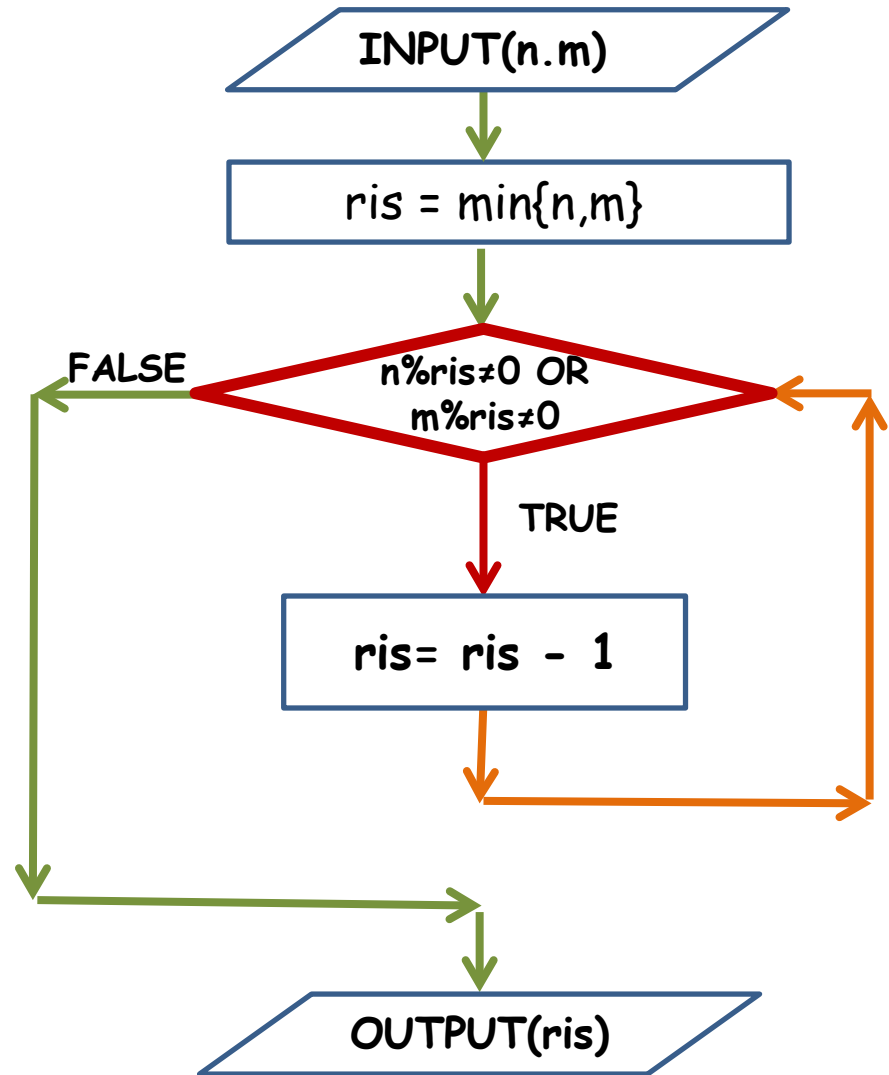 INPUT(n.m)
ris = min{n,m}
FALSE
n%ris≠0 OR
m%ris≠0
TRUE
ris= ris - 1
OUTPUT(ris)